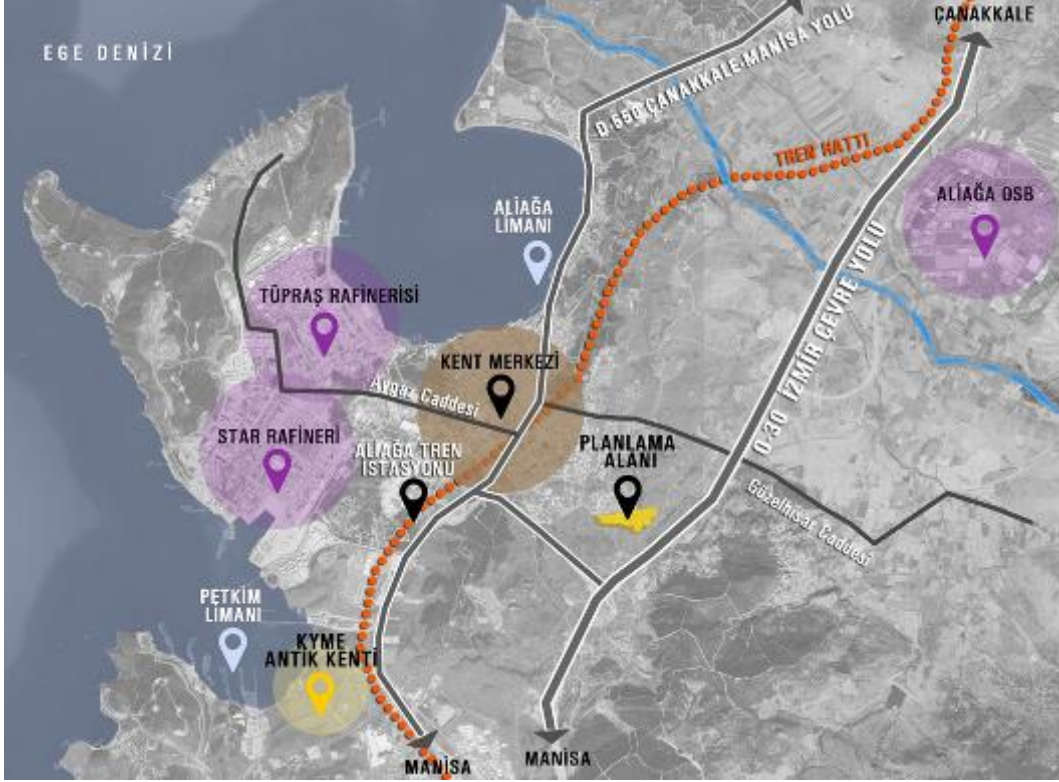 ÇANAKKALE
EGE DENİZİ
D-550 ÇANAKKALE-MANİSA YOLU
TREN HATTI
ALİAĞA OSB
ALİAĞA
LİMANI
TÜPRAŞ RAFİNERİSİ
0-30 İZMİR ÇEVRE YOLU
KENT MERKEZİ
Aygaz Caddesi
STAR RAFİNERİ
ALİAĞA TREN
İSTASYONU
PLANLAMA
ALANI
Güzelhisar Caddesi
PETKİM
LİMANI
KYME
ANTİK KENTİ
MANİSA
MANİSA